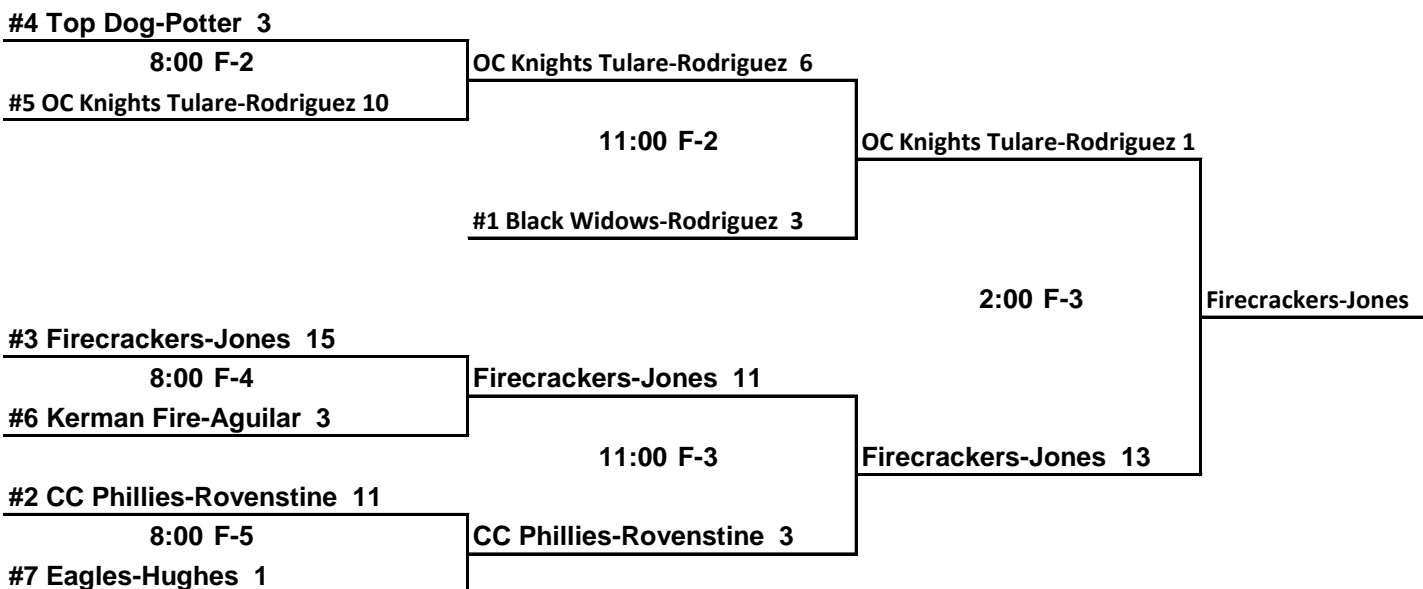 #4 Top Dog-Potter 3
8:00 F-2
OC Knights Tulare-Rodriguez 6
#5 OC Knights Tulare-Rodriguez 10
11:00 F-2
OC Knights Tulare-Rodriguez 1
#1 Black Widows-Rodriguez 3
2:00 F-3
Firecrackers-Jones
#3 Firecrackers-Jones 15
8:00 F-4
Firecrackers-Jones 11
#6 Kerman Fire-Aguilar 3
11:00 F-3
Firecrackers-Jones 13
#2 CC Phillies-Rovenstine 11
8:00 F-5
CC Phillies-Rovenstine 3
#7 Eagles-Hughes 1